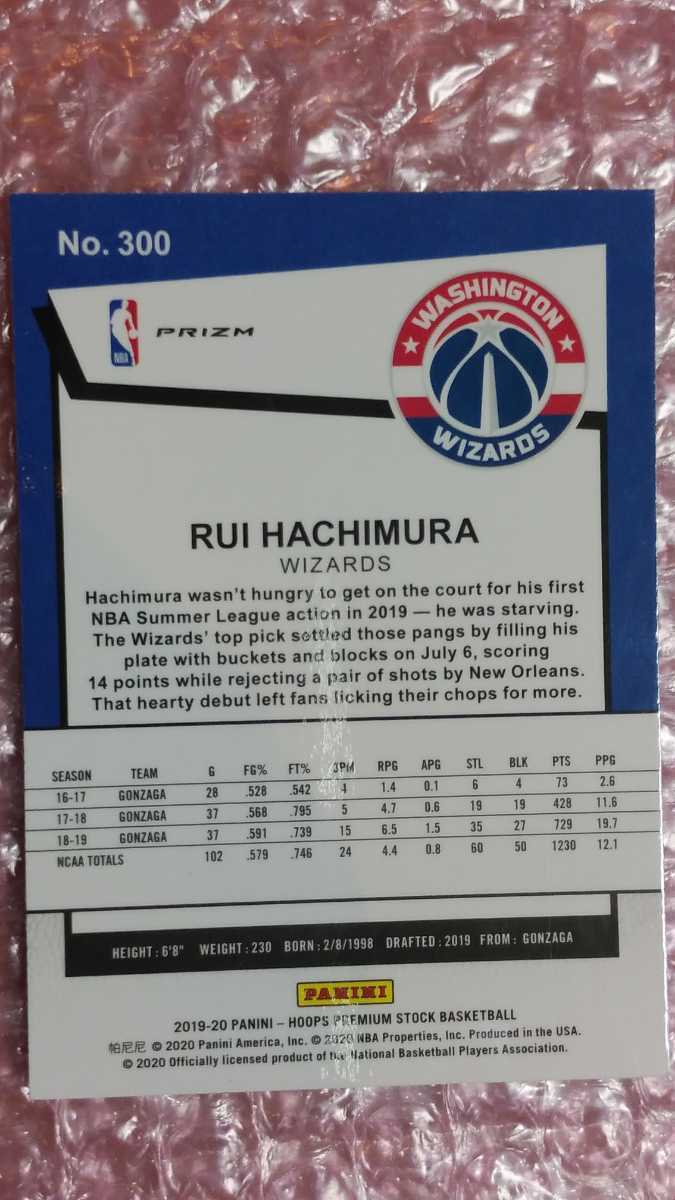 No. 300
NBA
PRIZM
WASHINGTON
WIZARDS
RUI HACHIMURA
WIZARDS
Hachimura wasn't hungry to get on the court for his first
NBA Summer League action in 2019 — he was starving.
The Wizards' top pick settled those pangs by filling his
plate with buckets and blocks on July 6, scoring
14 points while rejecting a pair of shots by New Orleans.
That hearty debut left fans licking their chops for more.
SEASON TEAM G FG% FT% 3PM RPG APG STL BLK PTS PPG
16-17 GONZAGA 28 .528 .542 4 1.4 0.1 6 4 73 2.6
17-18 GONZAGA 37 .568 .795 5 4.7 0.6 19 19 428 11.6
18-19 GONZAGA 37 .591 .739 15 6.5 1.5 35 27 729 19.7
NCAA TOTALS 102 .579 .746 24 4.4 0.8 60 50 1230 12.1
HEIGHT: 6'8" WEIGHT: 230 BORN: 2/8/1998 DRAFTED: 2019 FROM: GONZAGA
PANINI
2019-20 PANINI – HOOPS PREMIUM STOCK BASKETBALL
帕尼尼 © 2020 Panini America, Inc. © 2020 NBA Properties, Inc. Produced in the USA.
© 2020 Officially licensed product of the National Basketball Players Association.